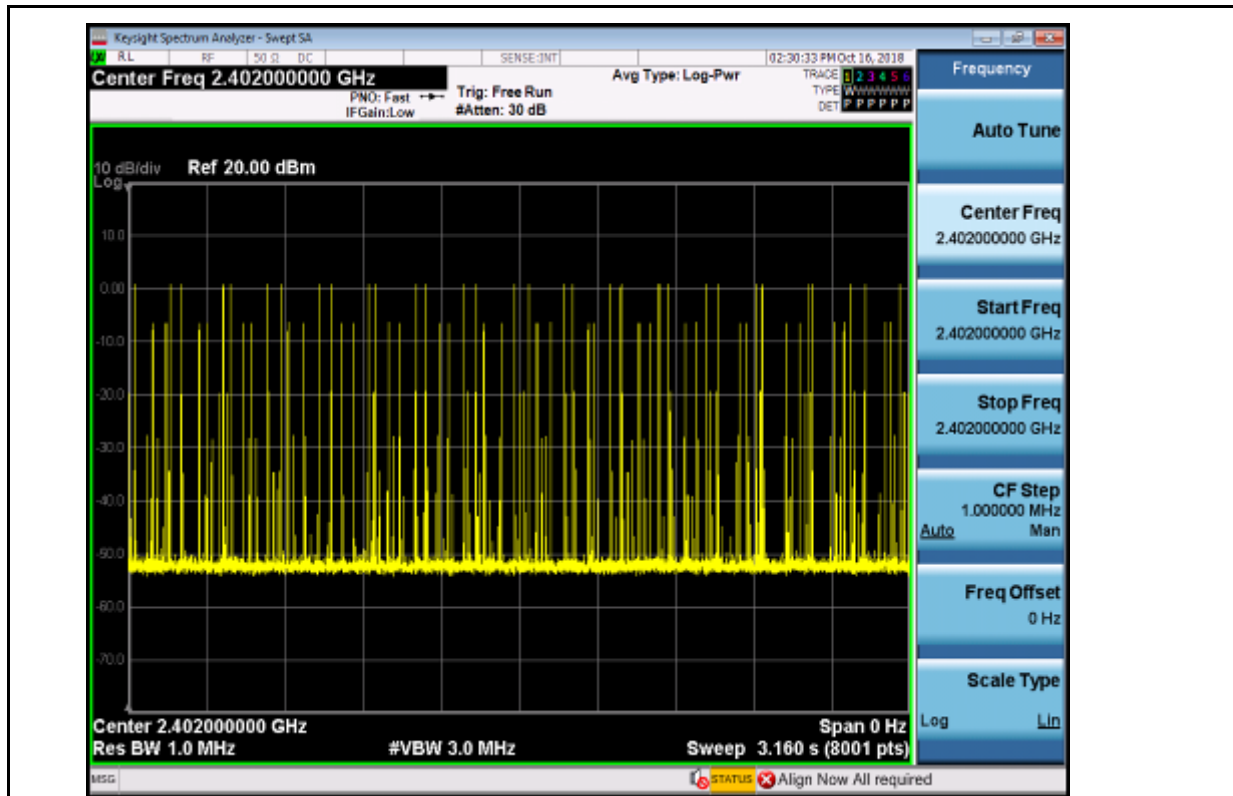 Keysight Spectrum Analyzer - Swept SA
RL RF 50 Ω DC SENSE:INT 02:30:33 PM Oct 16, 2018
Center Freq 2.402000000 GHz
Avg Type: Log-Pwr
TRACE 1 2 3 4 5 6
PNO: Fast
Trig: Free Run
TYPE WWWWWW
IFGain:Low
#Atten: 30 dB
DET P P P P P P
10 dB/div Ref 20.00 dBm
Log
10.0
0.00
-10.0
-20.0
-30.0
-40.0
-50.0
-60.0
-70.0
Center 2.402000000 GHz Span 0 Hz
Res BW 1.0 MHz #VBW 3.0 MHz Sweep 3.160 s (8001 pts)
MSG STATUS Align Now All required
Frequency
Auto Tune
Center Freq
2.402000000 GHz
Start Freq
2.402000000 GHz
Stop Freq
2.402000000 GHz
CF Step
1.000000 MHz
Auto Man
Freq Offset
0 Hz
Scale Type
Log Lin